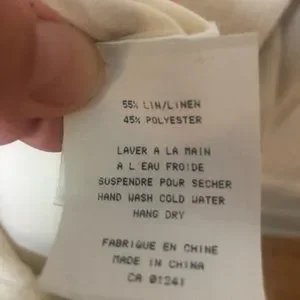 55% LIN/LINEN
45% POLYESTER
LAVER A LA MAIN
A L'EAU FROIDE
SUSPENDRE POUR SECHER
HAND WASH COLD WATER
HANG DRY
FABRIQUE EN CHINE
MADE IN CHINA
CA 01241